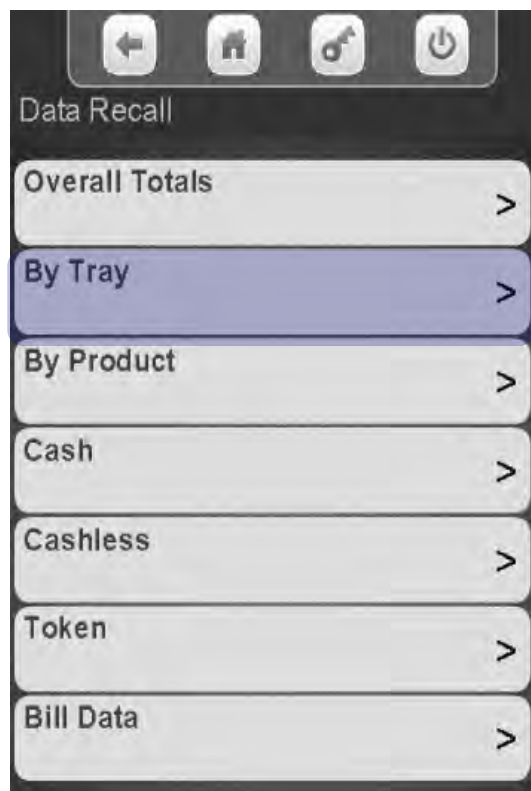 Data Recall
Overall Totals
>
By Tray
>
By Product
>
Cash
>
Cashless
>
Token
>
Bill Data
>